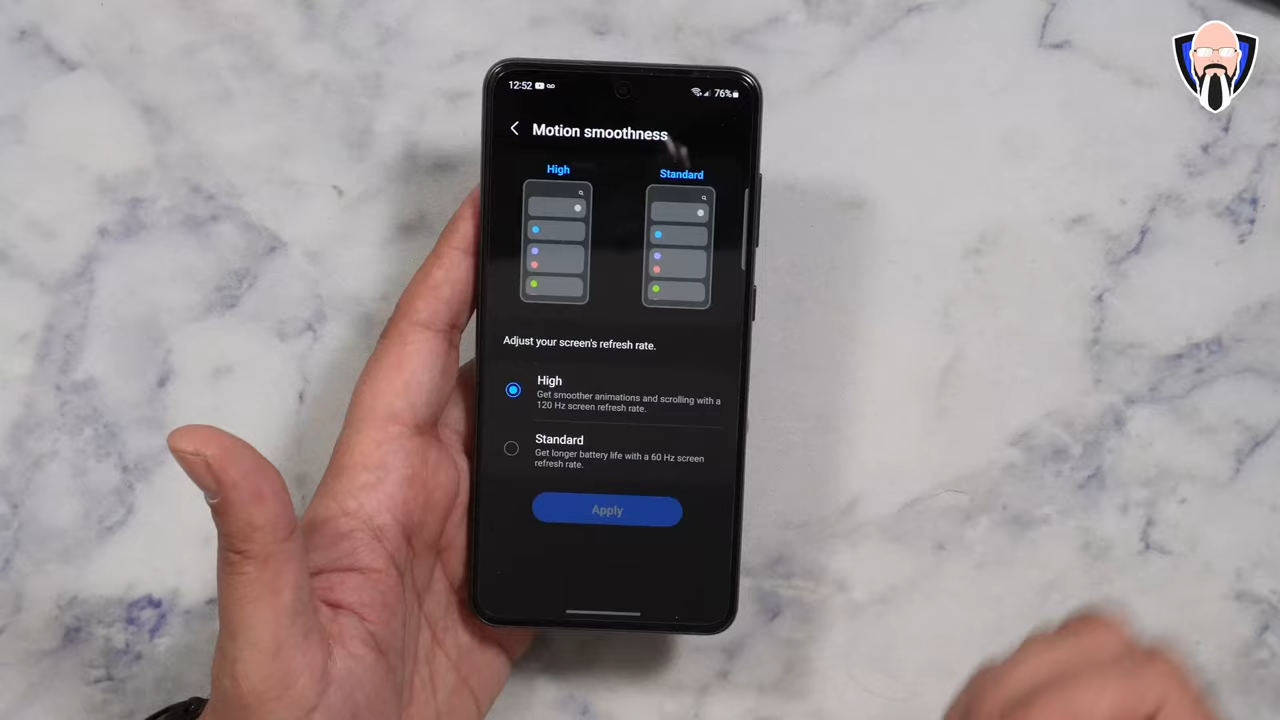 12:52
76%
Motion smoothness
High
Standard
Adjust your screen's refresh rate.
High
Get smoother animations and scrolling with a
120 Hz screen refresh rate.
Standard
Get longer battery life with a 60 Hz screen
refresh rate.
Apply